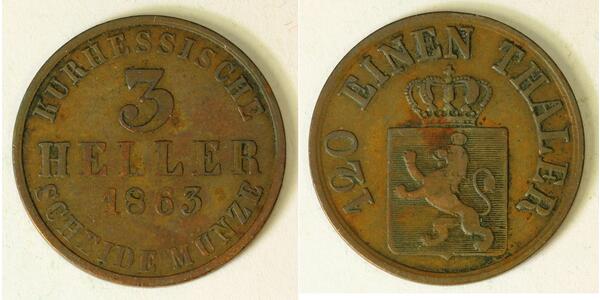 KURHESSISCHE
3
HELLER
1863
SCHEIDE MÜNZE
120 EINEN THALER